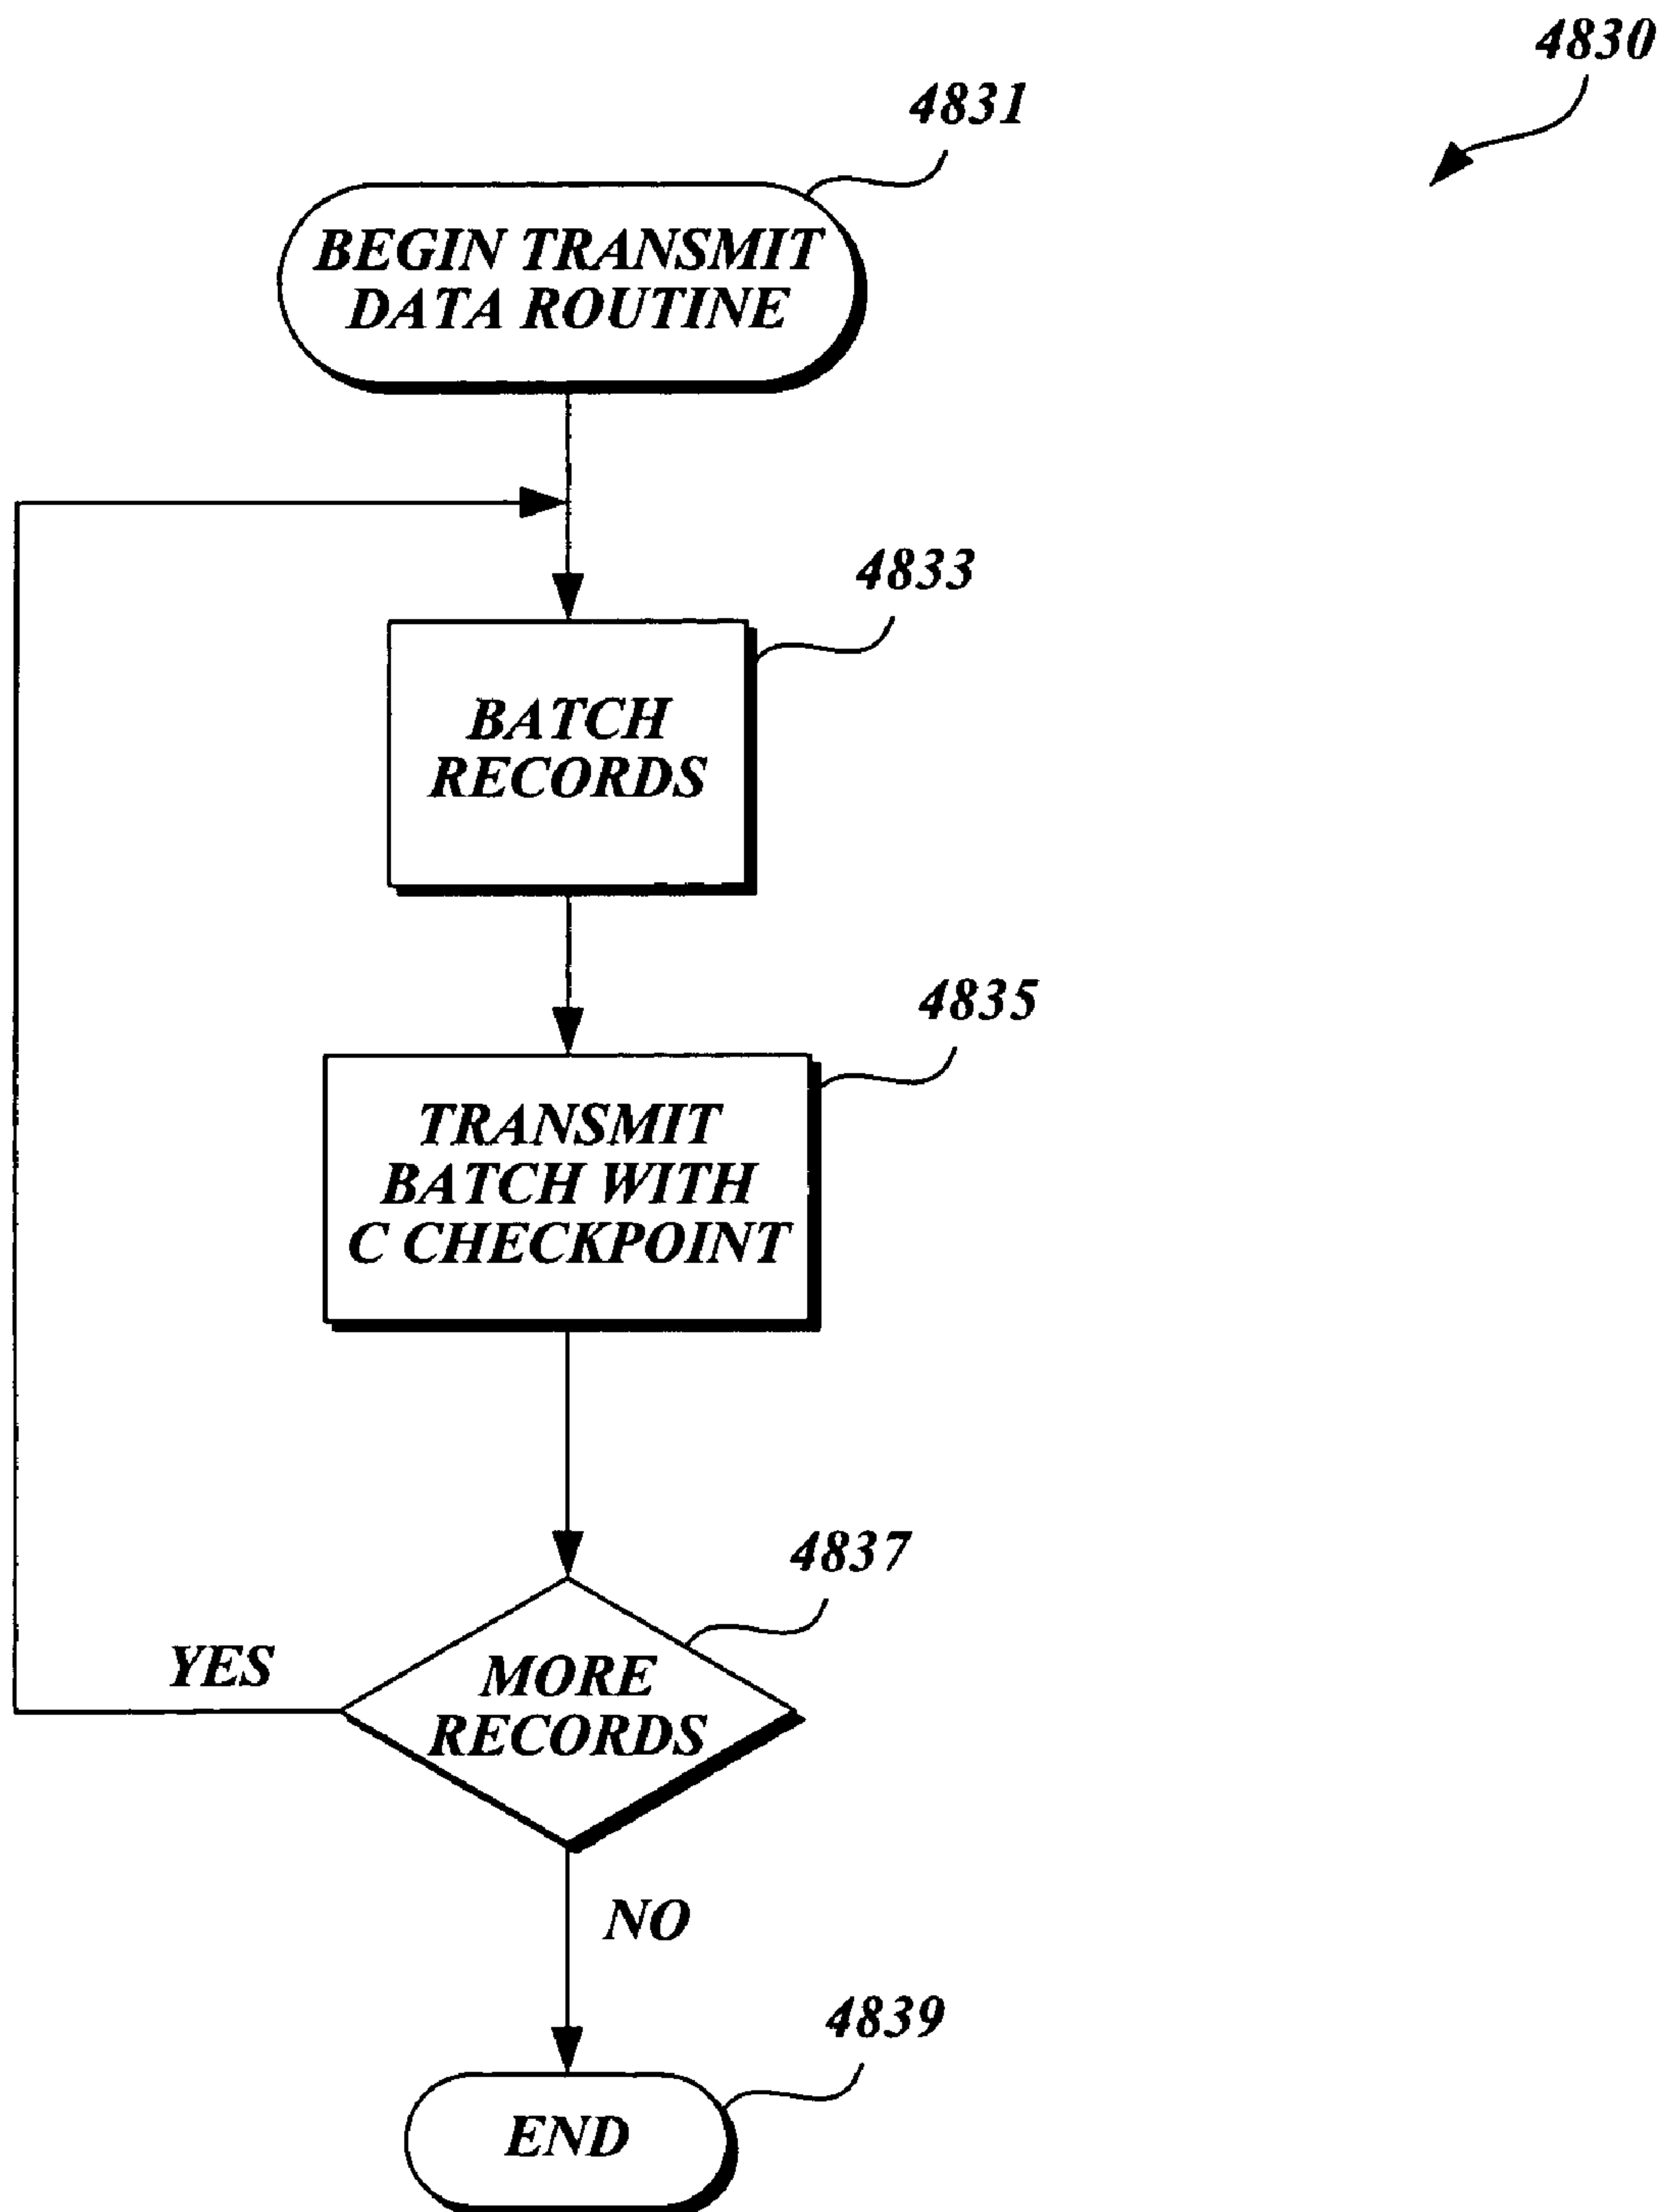 4830
4831
BEGIN TRANSMIT
DATA ROUTINE
4833
BATCH
RECORDS
4835
TRANSMIT
BATCH WITH
C CHECKPOINT
4837
YES
MORE
RECORDS
NO
4839
END